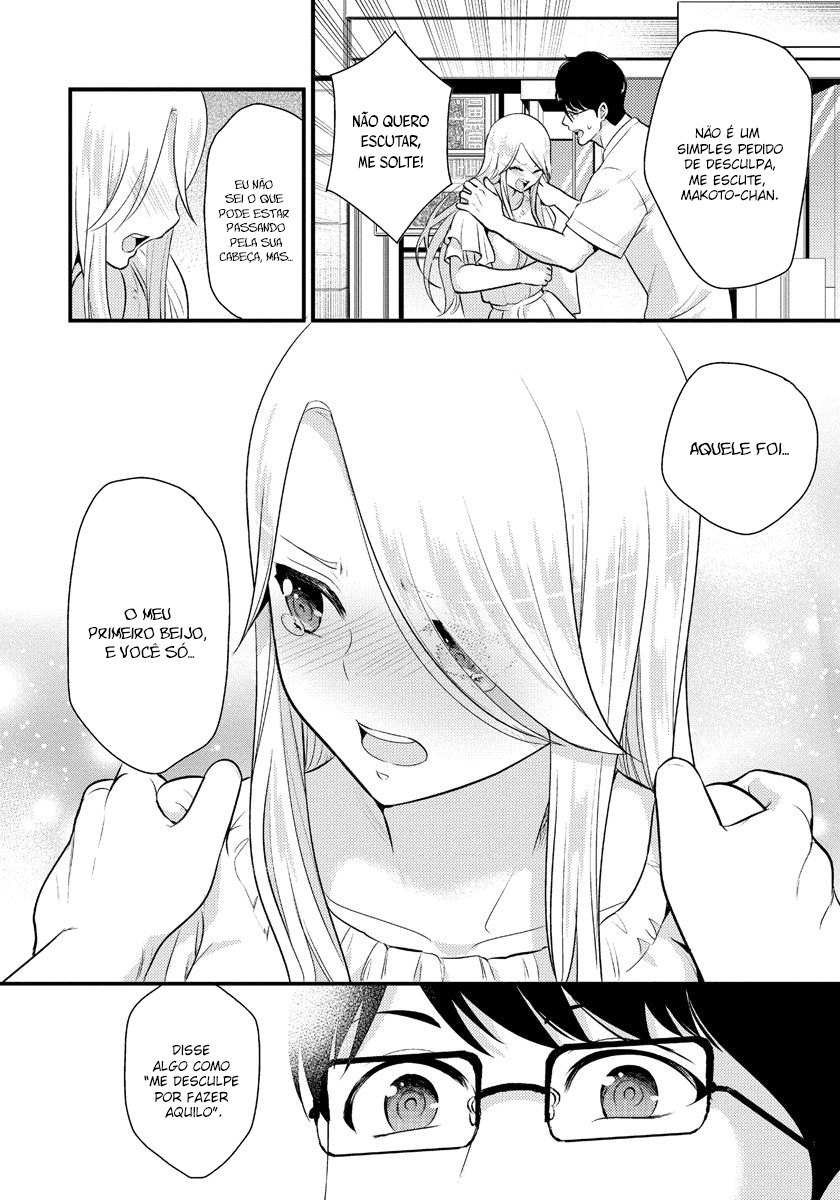 NÃO É UM
SIMPLES PEDIDO
DE DESCULPA,
ME ESCUTE,
MAKOTO-CHAN.
NÃO QUERO
ESCUTAR,
ME SOLTE!
EU NÃO
SEI O QUE
PODE ESTAR
PASSANDO
PELA SUA
CABEÇA, MAS...
AQUELE FOI...
O MEU
PRIMEIRO BEIJO,
E VOCÊ SÓ...
DISSE
ALGO COMO
"ME DESCULPE
POR FAZER
AQUILO".